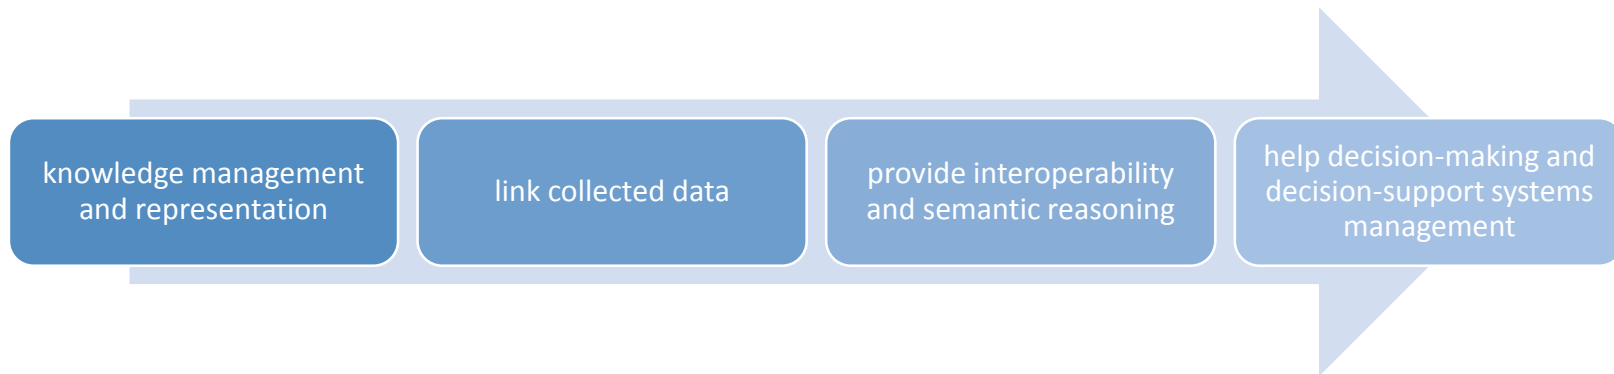 knowledge management
and representation
link collected data
provide interoperability
and semantic reasoning
help decision-making and
decision-support systems
management